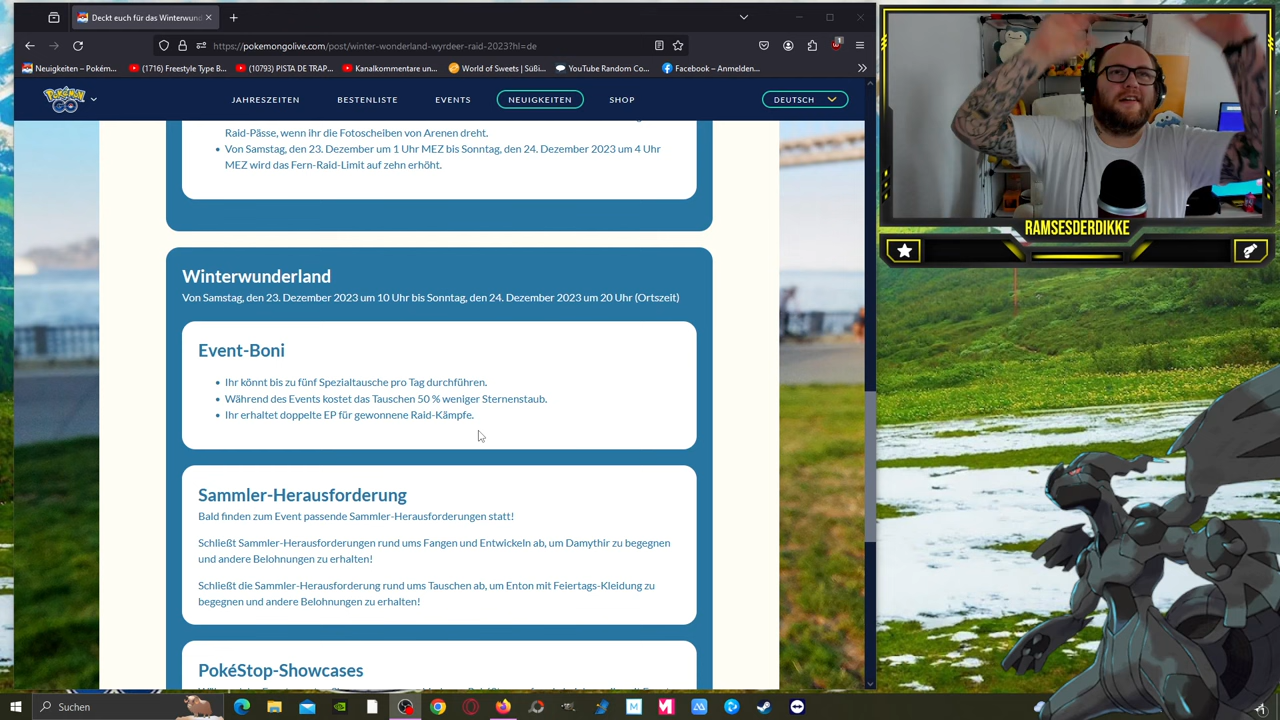 Deckt euch für das Winterwund
https://pokemongolive.com/post/winter-wonderland-wyrdeer-raid-2023?hl=de
1
Neuigkeiten – Pokém...
(1716) Freestyle Type B...
(10793) PISTA DE TRAP...
Kanalkommentare un...
World of Sweets | Süßi...
YouTube Random Co...
Facebook – Anmelden...
Pokémon GO
JAHRESZEITEN
BESTENLISTE
EVENTS
NEUIGKEITEN
SHOP
DEUTSCH
Raid-Pässe, wenn ihr die Fotoscheiben von Arenen dreht.
• Von Samstag, den 23. Dezember um 1 Uhr MEZ bis Sonntag, den 24. Dezember 2023 um 4 Uhr
MEZ wird das Fern-Raid-Limit auf zehn erhöht.
RAMSESDERDIKKE
Winterwunderland
Von Samstag, den 23. Dezember 2023 um 10 Uhr bis Sonntag, den 24. Dezember 2023 um 20 Uhr (Ortszeit)
Event-Boni
• Ihr könnt bis zu fünf Spezialtausche pro Tag durchführen.
• Während des Events kostet das Tauschen 50 % weniger Sternenstaub.
• Ihr erhaltet doppelte EP für gewonnene Raid-Kämpfe.
Sammler-Herausforderung
Bald finden zum Event passende Sammler-Herausforderungen statt!
Schließt Sammler-Herausforderungen rund ums Fangen und Entwickeln ab, um Damythir zu begegnen
und andere Belohnungen zu erhalten!
Schließt die Sammler-Herausforderung rund ums Tauschen ab, um Enton mit Feiertags-Kleidung zu
begegnen und andere Belohnungen zu erhalten!
PokéStop-Showcases
Suchen